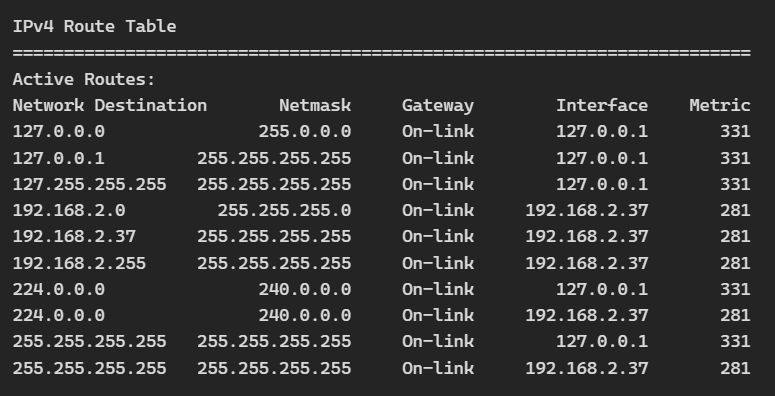 IPv4 Route Table
===========================================================================
Active Routes:
Network Destination        Netmask          Gateway       Interface  Metric
127.0.0.0        255.0.0.0         On-link         127.0.0.1    331
127.0.0.1  255.255.255.255         On-link         127.0.0.1    331
127.255.255.255  255.255.255.255         On-link         127.0.0.1    331
192.168.2.0    255.255.255.0         On-link      192.168.2.37    281
192.168.2.37  255.255.255.255         On-link      192.168.2.37    281
192.168.2.255  255.255.255.255         On-link      192.168.2.37    281
224.0.0.0        240.0.0.0         On-link         127.0.0.1    331
224.0.0.0        240.0.0.0         On-link      192.168.2.37    281
255.255.255.255  255.255.255.255         On-link         127.0.0.1    331
255.255.255.255  255.255.255.255         On-link      192.168.2.37    281